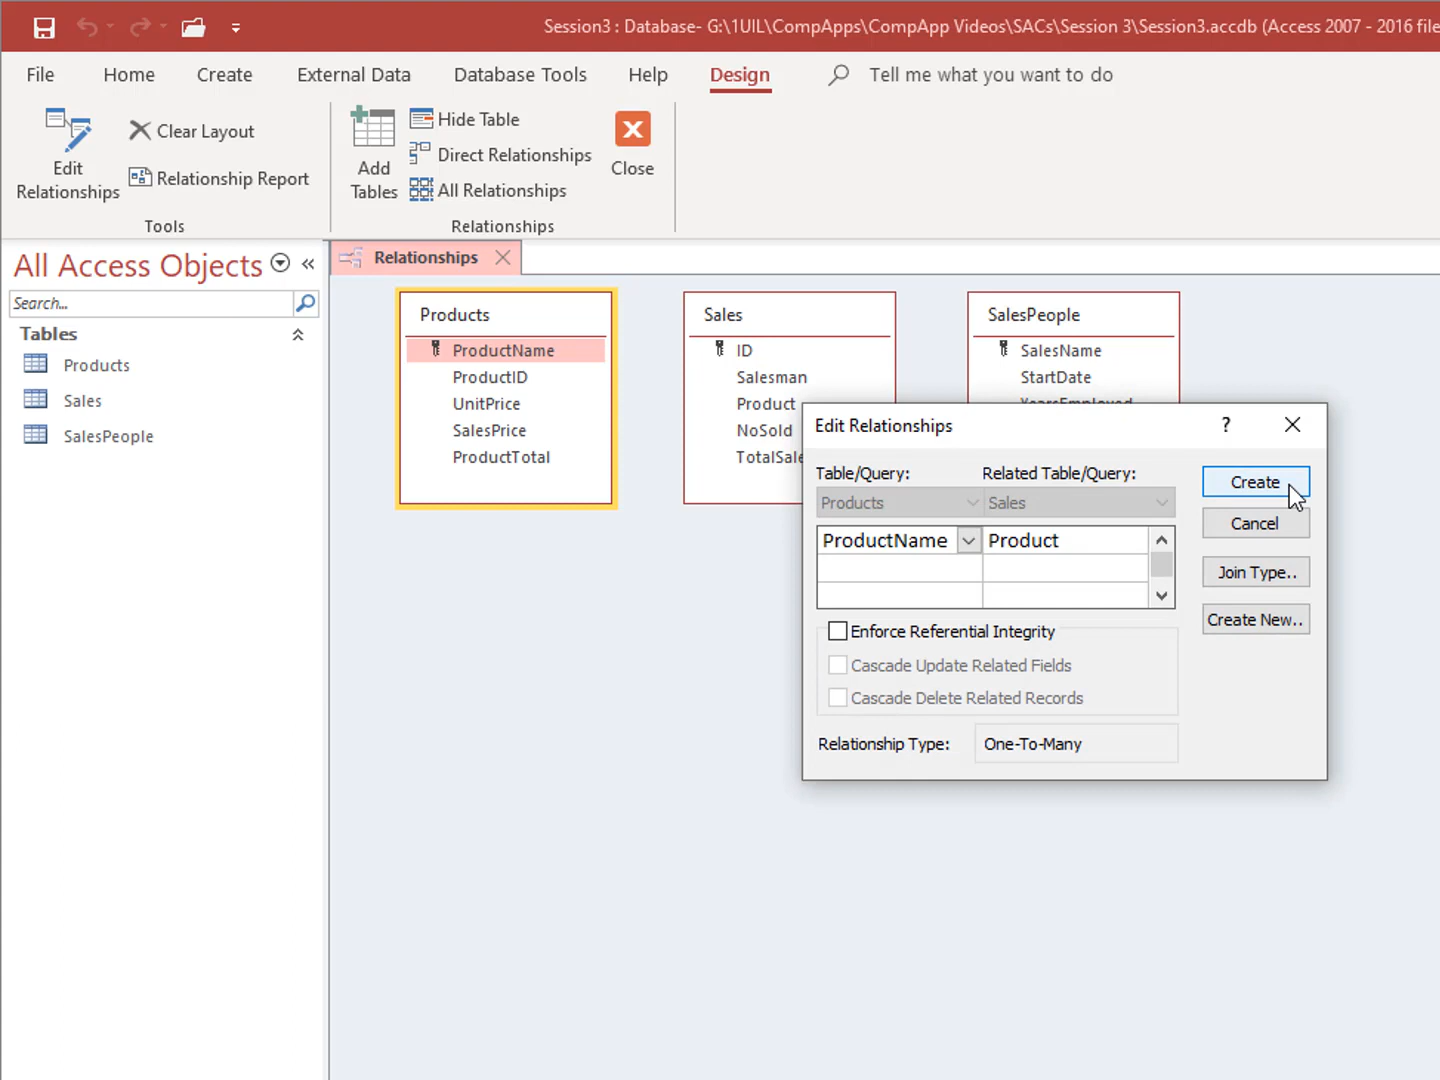 Session3 : Database- G:\1UIL\CompApps\CompApp Videos\SACs\Session 3\Session3.accdb (Access 2007 - 2016 file
File Home Create External Data Database Tools Help Design Tell me what you want to do
Edit Relationships
Clear Layout
Relationship Report
Tools
Add Tables
Hide Table
Direct Relationships
All Relationships
Relationships
Close
All Access Objects
Search...
Tables
Products
Sales
SalesPeople
Relationships
Products
ProductName
ProductID
UnitPrice
SalesPrice
ProductTotal
Sales
ID
Salesman
Product
NoSold
TotalSale
SalesPeople
SalesName
StartDate
YearsEmployed
Edit Relationships ?
Table/Query: Related Table/Query:
Products Sales
ProductName Product
Enforce Referential Integrity
Cascade Update Related Fields
Cascade Delete Related Records
Relationship Type: One-To-Many
Create
Cancel
Join Type..
Create New..